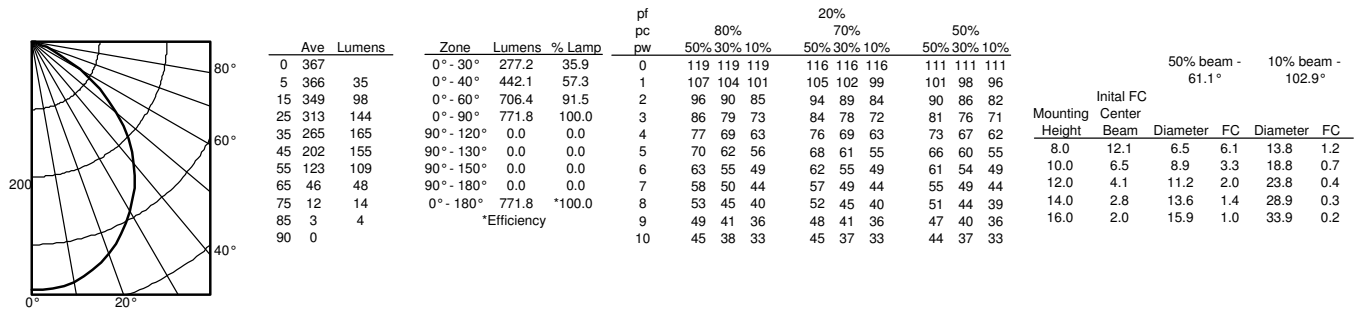 80°
60°
200
40°
0° 20°
Ave Lumens
0 367
5 366 35
15 349 98
25 313 144
35 265 165
45 202 155
55 123 109
65 46 48
75 12 14
85 3 4
90 0
Zone Lumens % Lamp
0° - 30° 277.2 35.9
0° - 40° 442.1 57.3
0° - 60° 706.4 91.5
0° - 90° 771.8 100.0
90° - 120° 0.0 0.0
90° - 130° 0.0 0.0
90° - 150° 0.0 0.0
90° - 180° 0.0 0.0
0° - 180° 771.8 *100.0
*Efficiency
pf 20%
pc 80% 70% 50%
pw 50% 30% 10% 50% 30% 10% 50% 30% 10%
0 119 119 119 116 116 116 111 111 111
1 107 104 101 105 102 99 101 98 96
2 96 90 85 94 89 84 90 86 82
3 86 79 73 84 78 72 81 76 71
4 77 69 63 76 69 63 73 67 62
5 70 62 56 68 61 55 66 60 55
6 63 55 49 62 55 49 61 54 49
7 58 50 44 57 49 44 55 49 44
8 53 45 40 52 45 40 51 44 39
9 49 41 36 48 41 36 47 40 36
10 45 38 33 45 37 33 44 37 33
50% beam - 10% beam -
61.1° 102.9°
Inital FC
Mounting Center
Height Beam Diameter FC Diameter FC
8.0 12.1 6.5 6.1 13.8 1.2
10.0 6.5 8.9 3.3 18.8 0.7
12.0 4.1 11.2 2.0 23.8 0.4
14.0 2.8 13.6 1.4 28.9 0.3
16.0 2.0 15.9 1.0 33.9 0.2